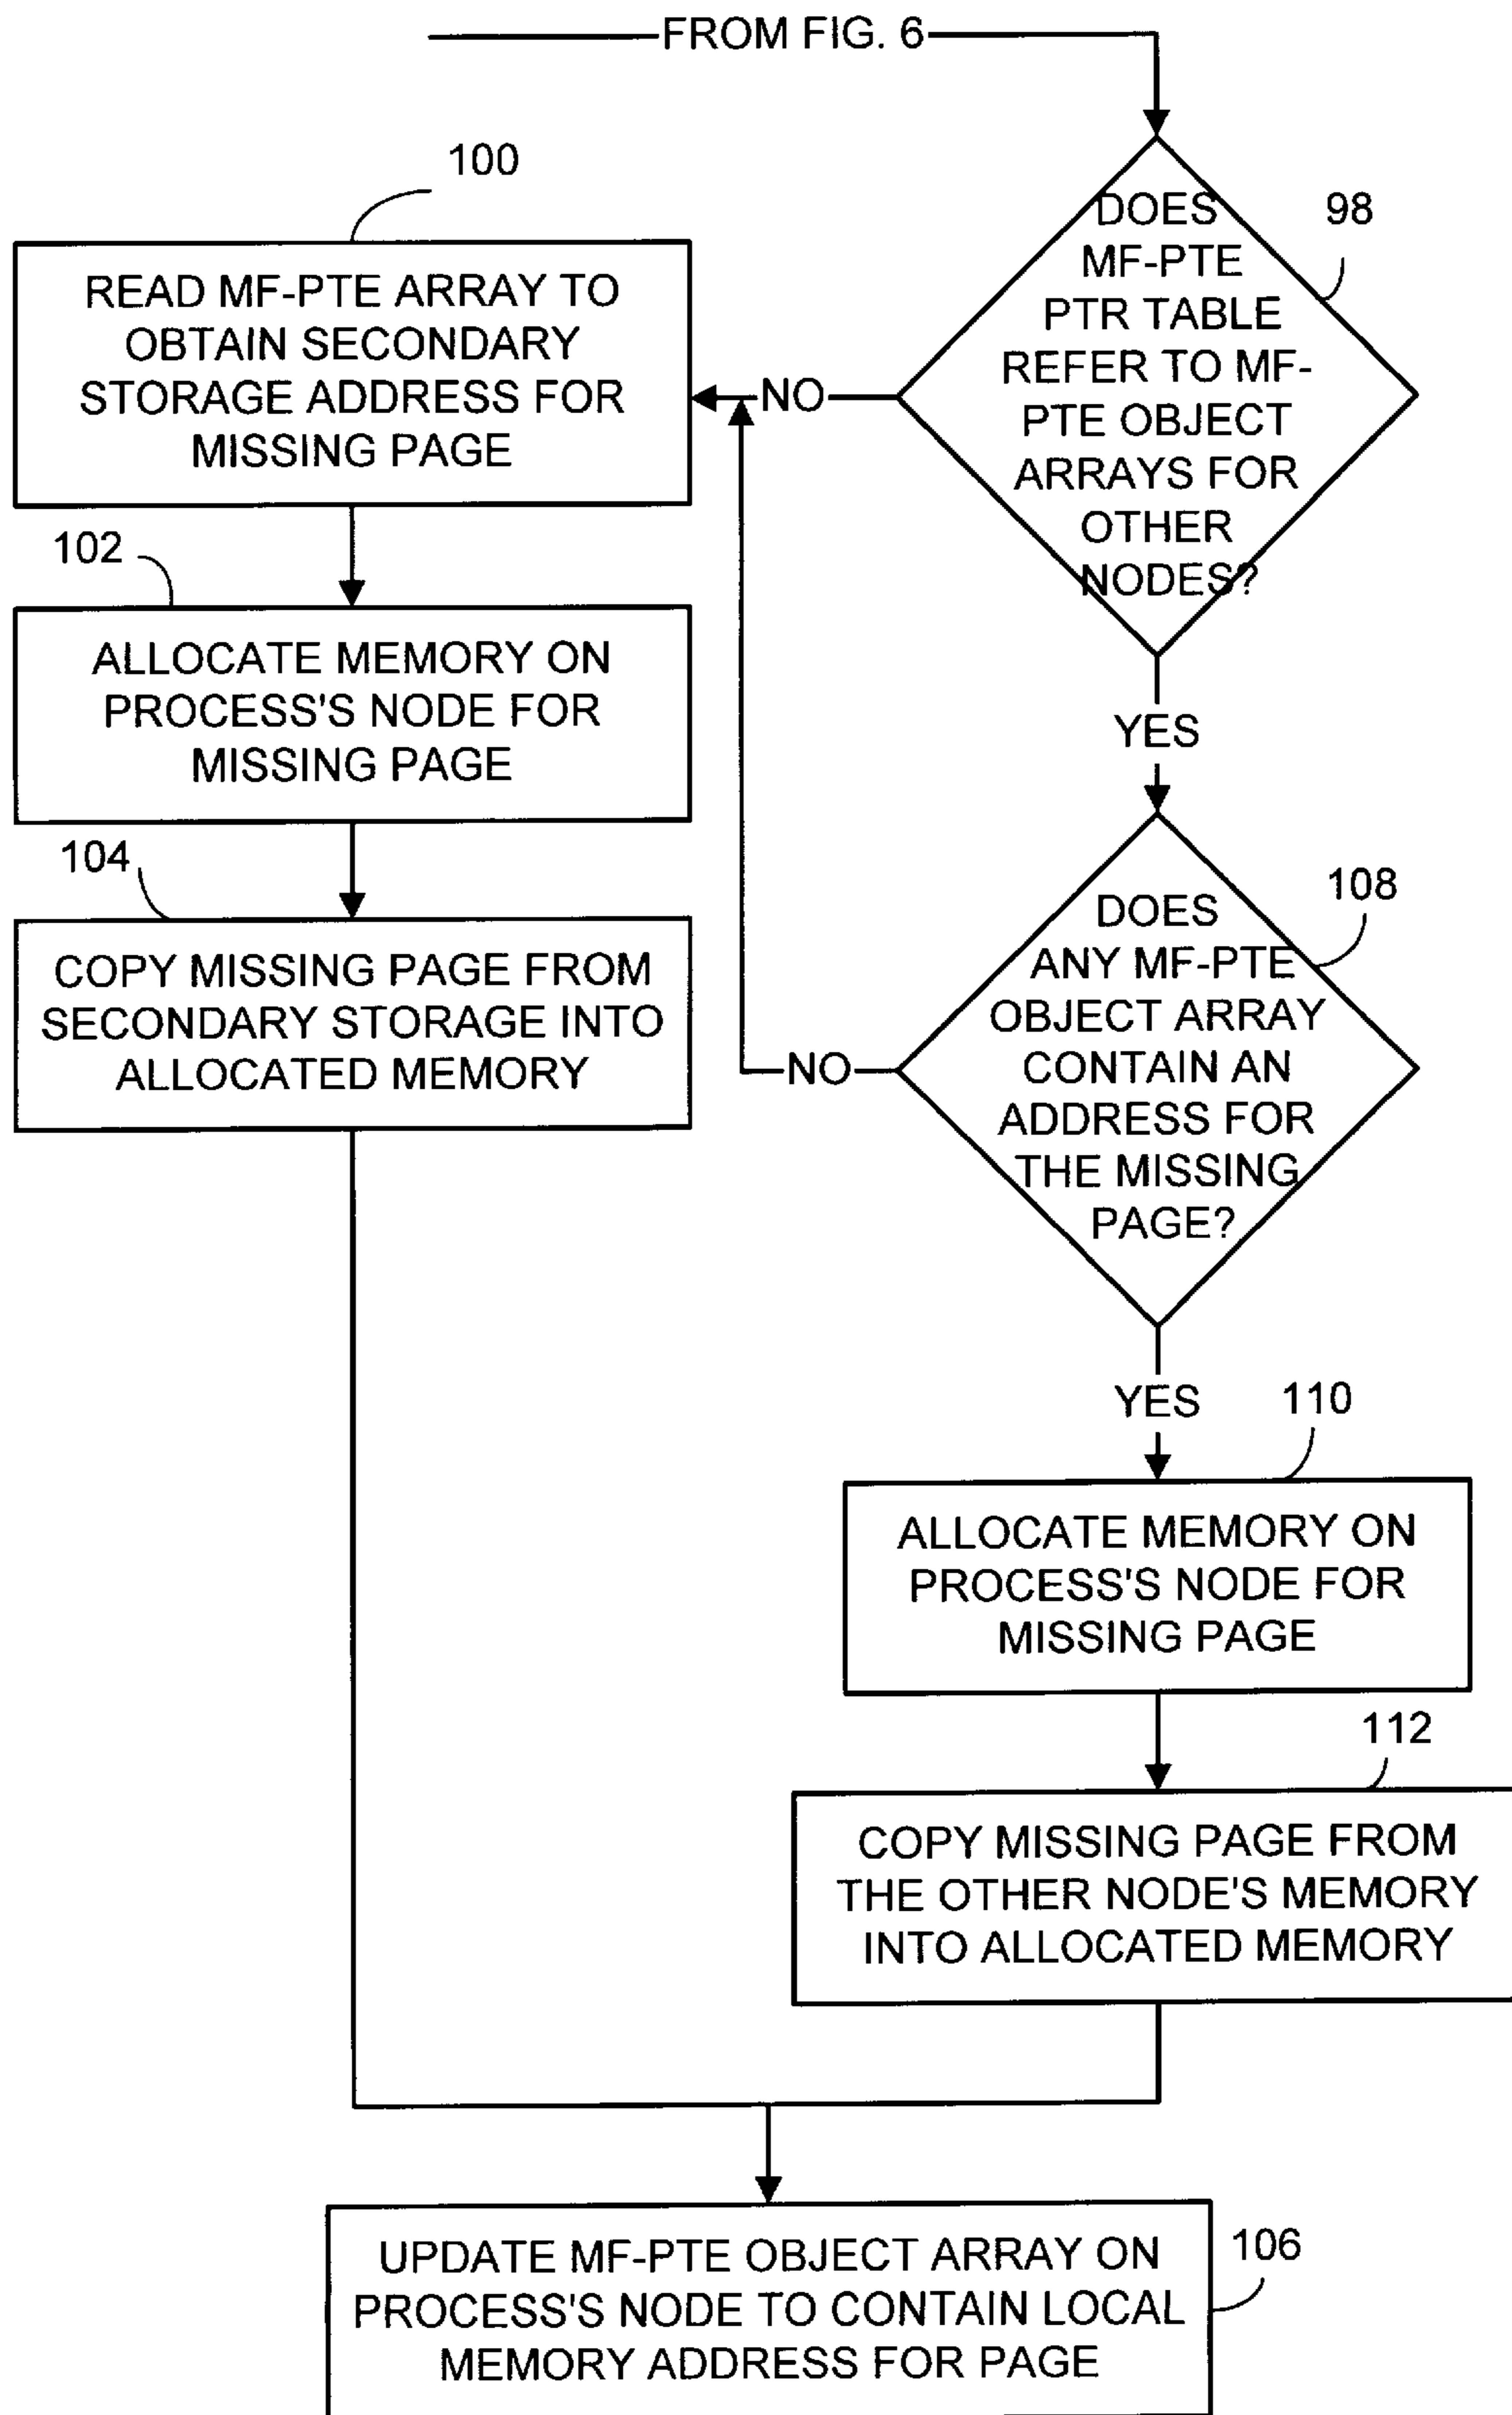 FROM FIG. 6
100
READ MF-PTE ARRAY TO
OBTAIN SECONDARY
STORAGE ADDRESS FOR
MISSING PAGE
98
DOES
MF-PTE
PTR TABLE
REFER TO MF-
PTE OBJECT
ARRAYS FOR
OTHER
NODES?
NO
102
ALLOCATE MEMORY ON
PROCESS'S NODE FOR
MISSING PAGE
YES
104
COPY MISSING PAGE FROM
SECONDARY STORAGE INTO
ALLOCATED MEMORY
108
DOES
ANY MF-PTE
OBJECT ARRAY
CONTAIN AN
ADDRESS FOR
THE MISSING
PAGE?
NO
YES
110
ALLOCATE MEMORY ON
PROCESS'S NODE FOR
MISSING PAGE
112
COPY MISSING PAGE FROM
THE OTHER NODE'S MEMORY
INTO ALLOCATED MEMORY
UPDATE MF-PTE OBJECT ARRAY ON
PROCESS'S NODE TO CONTAIN LOCAL
MEMORY ADDRESS FOR PAGE
106